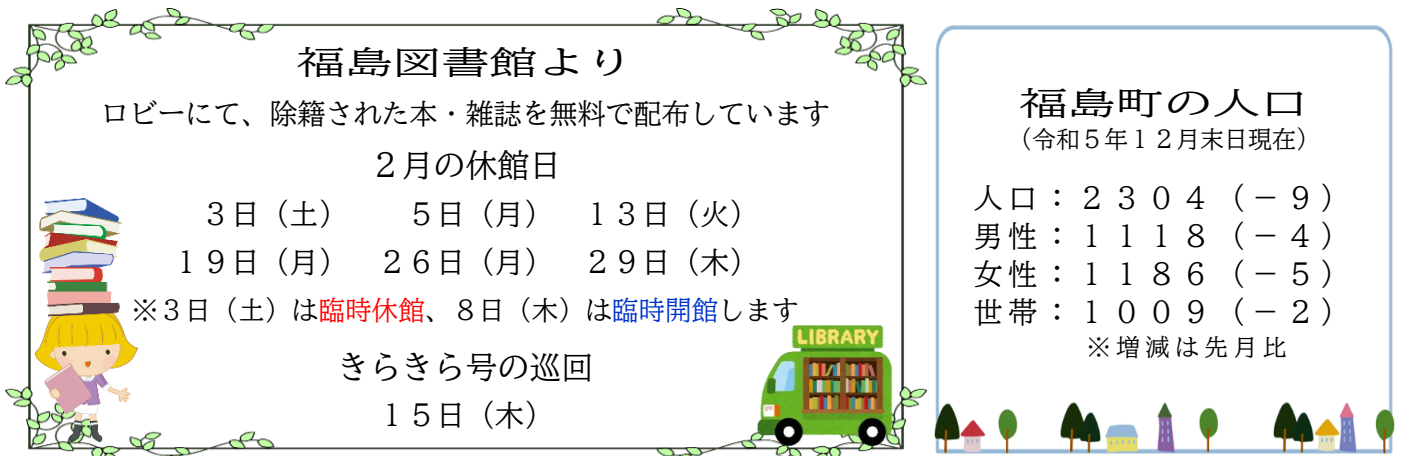 福島図書館より
ロビーにて、除籍された本・雑誌を無料で配布しています
２月の休館日
３日（土）　５日（月）　１３日（火）
１９日（月）　２６日（月）　２９日（木）
※３日（土）は臨時休館、８日（木）は臨時開館します
きらきら号の巡回
１５日（木）
LIBRARY
福島町の人口
（令和５年１２月末日現在）
人口：２３０４（－９）
男性：１１１８（－４）
女性：１１８６（－５）
世帯：１００９（－２）
※増減は先月比